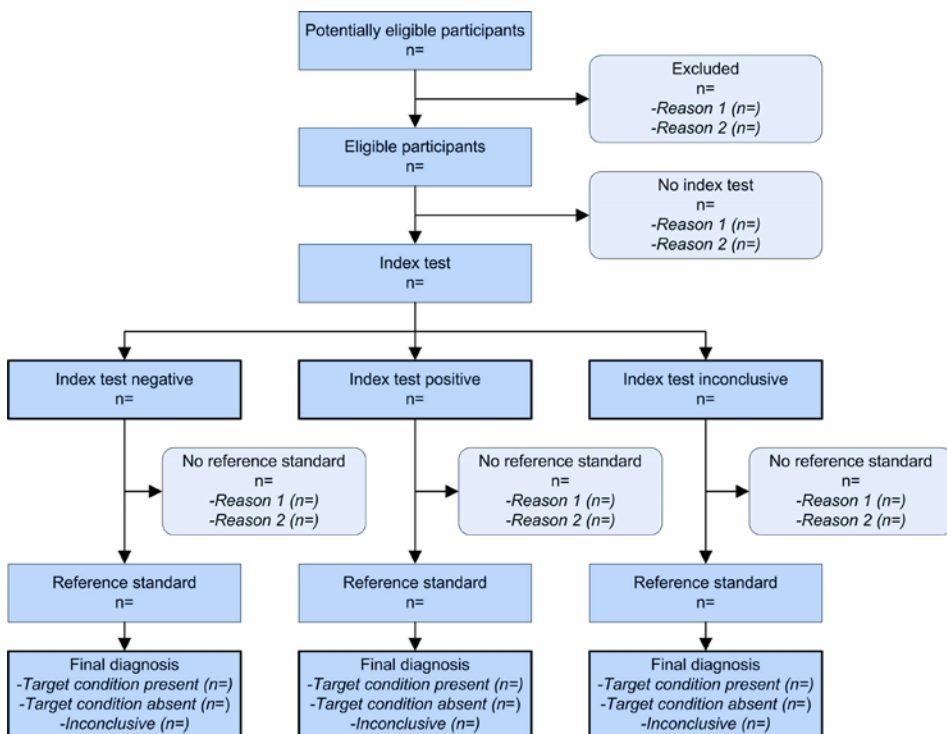 Potentially eligible participants
n=
Excluded
n=
-Reason 1 (n=)
-Reason 2 (n=)
Eligible participants
n=
No index test
n=
-Reason 1 (n=)
-Reason 2 (n=)
Index test
n=
Index test negative
n=
Index test positive
n=
Index test inconclusive
n=
No reference standard
n=
-Reason 1 (n=)
-Reason 2 (n=)
No reference standard
n=
-Reason 1 (n=)
-Reason 2 (n=)
No reference standard
n=
-Reason 1 (n=)
-Reason 2 (n=)
Reference standard
n=
Reference standard
n=
Reference standard
n=
Final diagnosis
-Target condition present (n=)
-Target condition absent (n=)
-Inconclusive (n=)
Final diagnosis
-Target condition present (n=)
-Target condition absent (n=)
-Inconclusive (n=)
Final diagnosis
-Target condition present (n=)
-Target condition absent (n=)
-Inconclusive (n=)